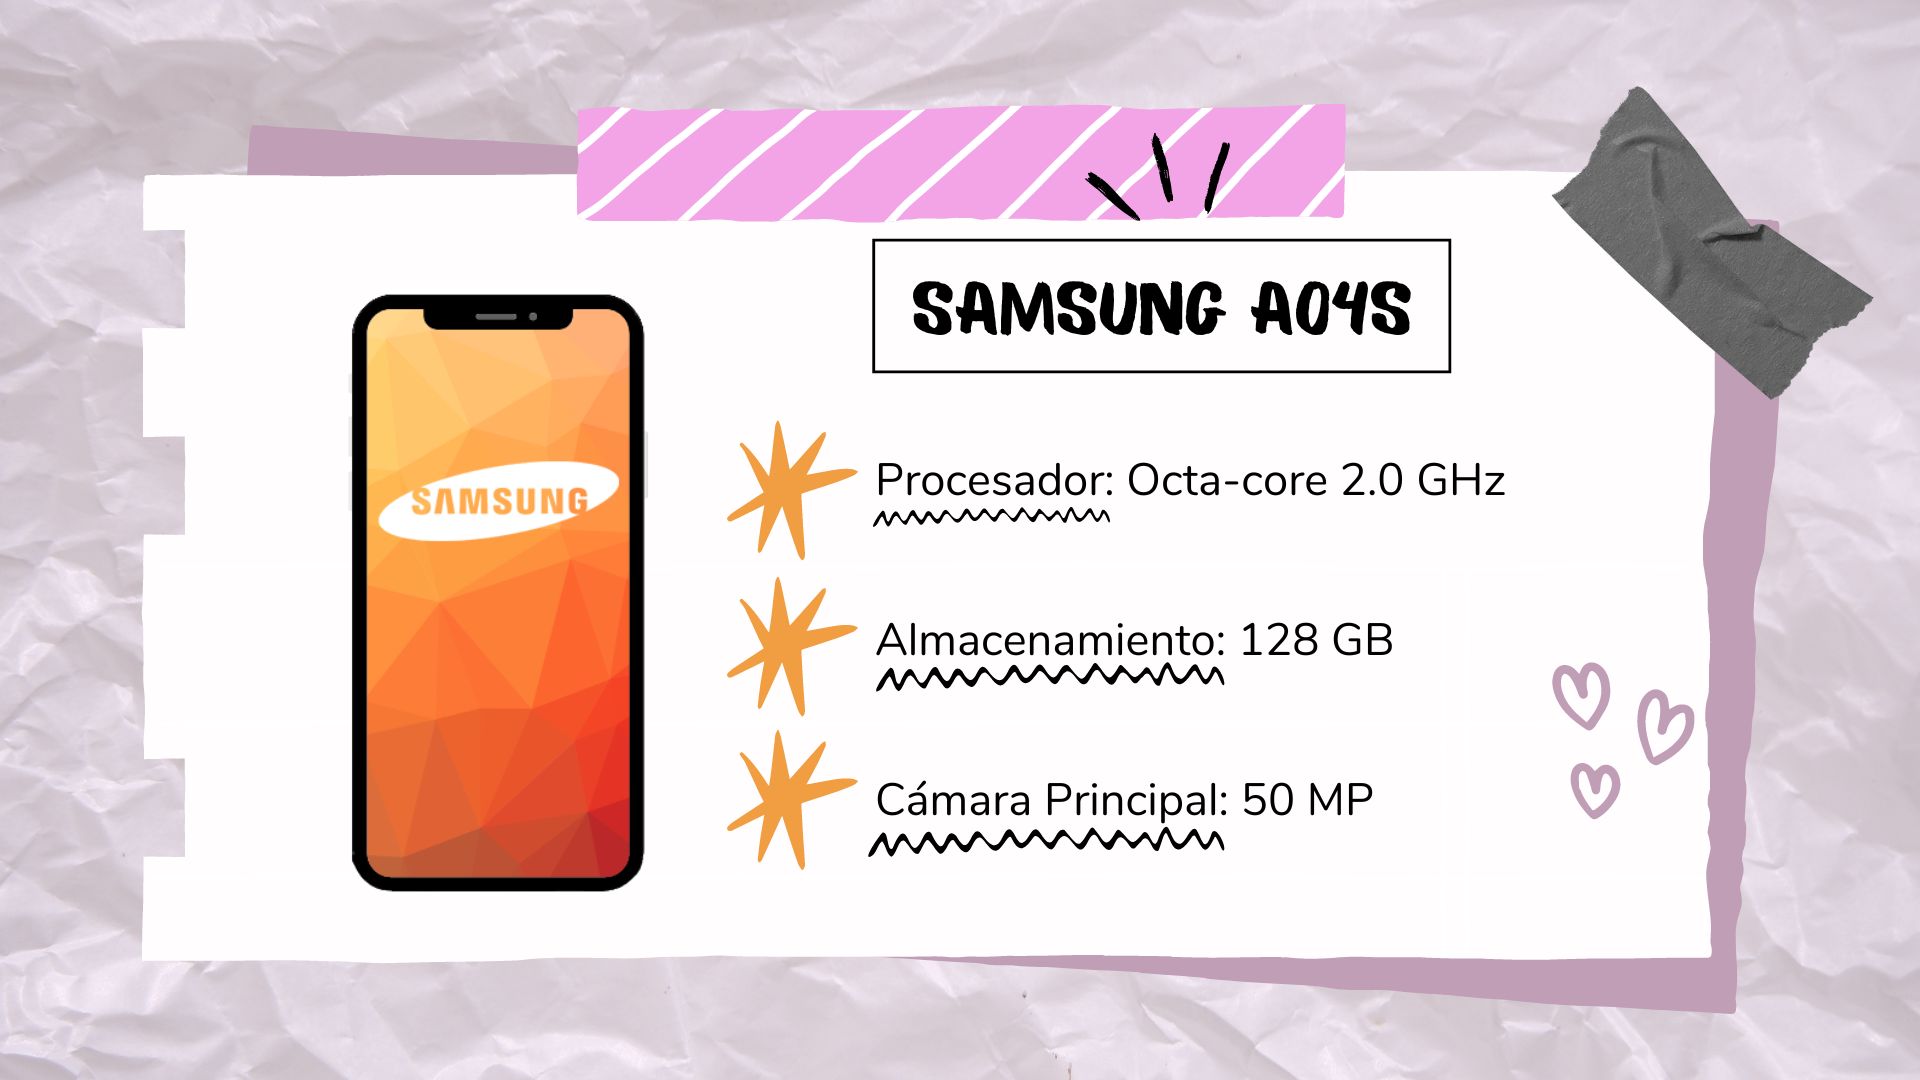 SAMSUNG A04S
SAMSUNG
Procesador: Octa-core 2.0 GHz
Almacenamiento: 128 GB
Cámara Principal: 50 MP